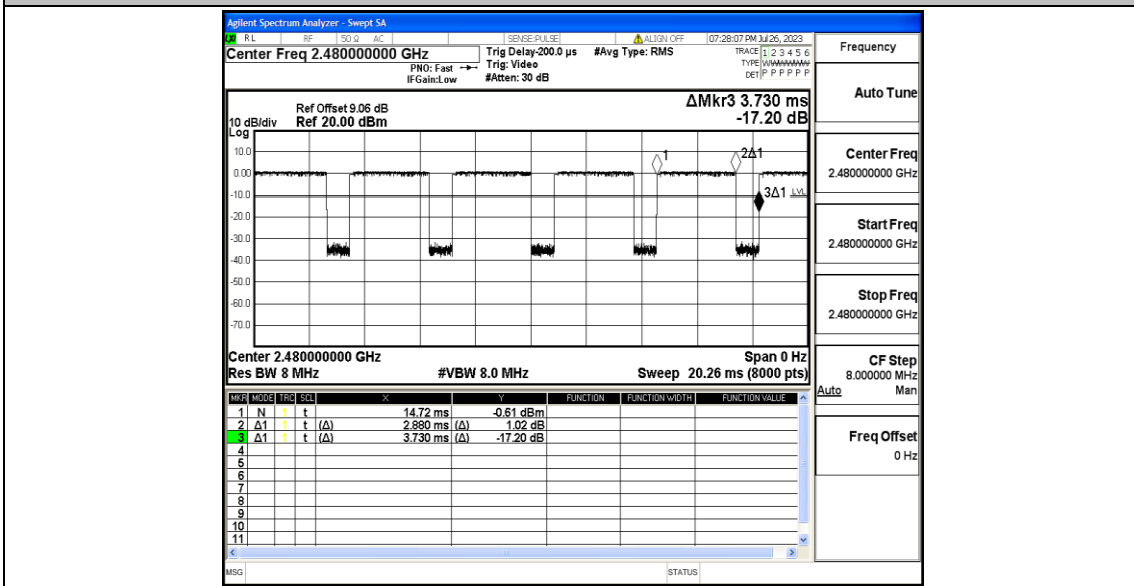 Agilent Spectrum Analyzer - Swept SA
RL RF 50 Ω AC SENSE:PULSE ALIGN OFF 07:28:07 PM Jul 26, 2023
Center Freq 2.480000000 GHz
PNO: Fast
IFGain:Low
Trig Delay-200.0 µs
Trig: Video
#Atten: 30 dB
#Avg Type: RMS
TRACE 1 2 3 4 5 6
TYPE
DET P P P P P P
ΔMkr3 3.730 ms
-17.20 dB
Ref Offset 9.06 dB
10 dB/div Ref 20.00 dBm
Log
10.0
0.00
-10.0
-20.0
-30.0
-40.0
-50.0
-60.0
-70.0
1
2Δ1
3Δ1 LVL
Center 2.480000000 GHz Span 0 Hz
Res BW 8 MHz #VBW 8.0 MHz Sweep 20.26 ms (8000 pts)
MKR MODE TRC SCL X Y FUNCTION FUNCTION WIDTH FUNCTION VALUE
1 N t 14.72 ms -0.61 dBm
2 Δ1 t (Δ) 2.880 ms (Δ) 1.02 dB
3 Δ1 t (Δ) 3.730 ms (Δ) -17.20 dB
4
5
6
7
8
9
10
11
MSG STATUS
Frequency
Auto Tune
Center Freq
2.480000000 GHz
Start Freq
2.480000000 GHz
Stop Freq
2.480000000 GHz
CF Step
8.000000 MHz
Auto Man
Freq Offset
0 Hz